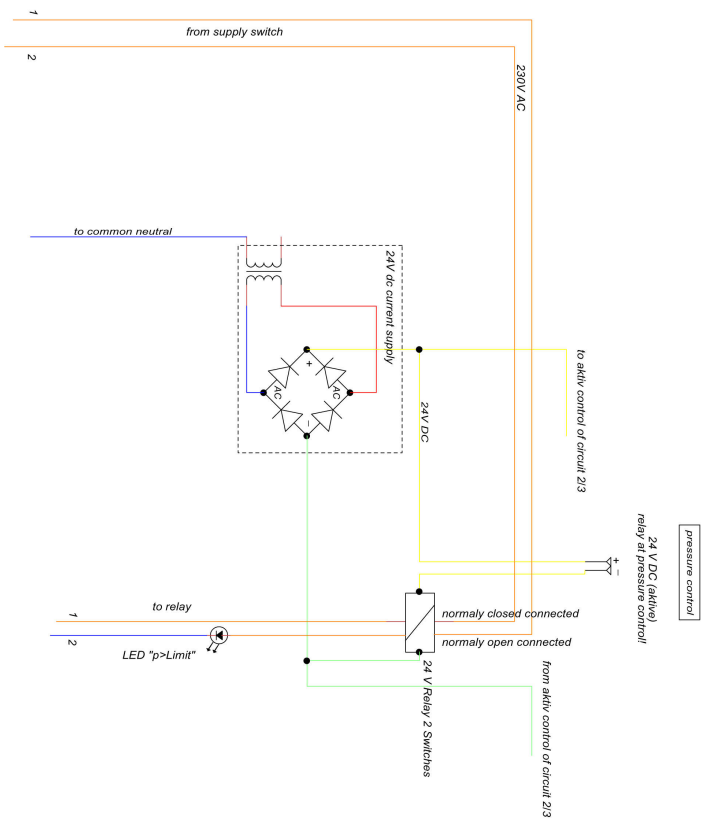 1
from supply switch
2
230V AC
to common neutral
24V dc current supply
+
AC
AC
–
24V DC
to aktiv control of circuit 2/3
pressure control
24 V DC (aktive)
relay at pressure control!
+
–
to relay
1
2
LED "p>Limit"
normaly closed connected
normaly open connected
24 V Relay 2 Switches
from aktiv control of circuit 2/3